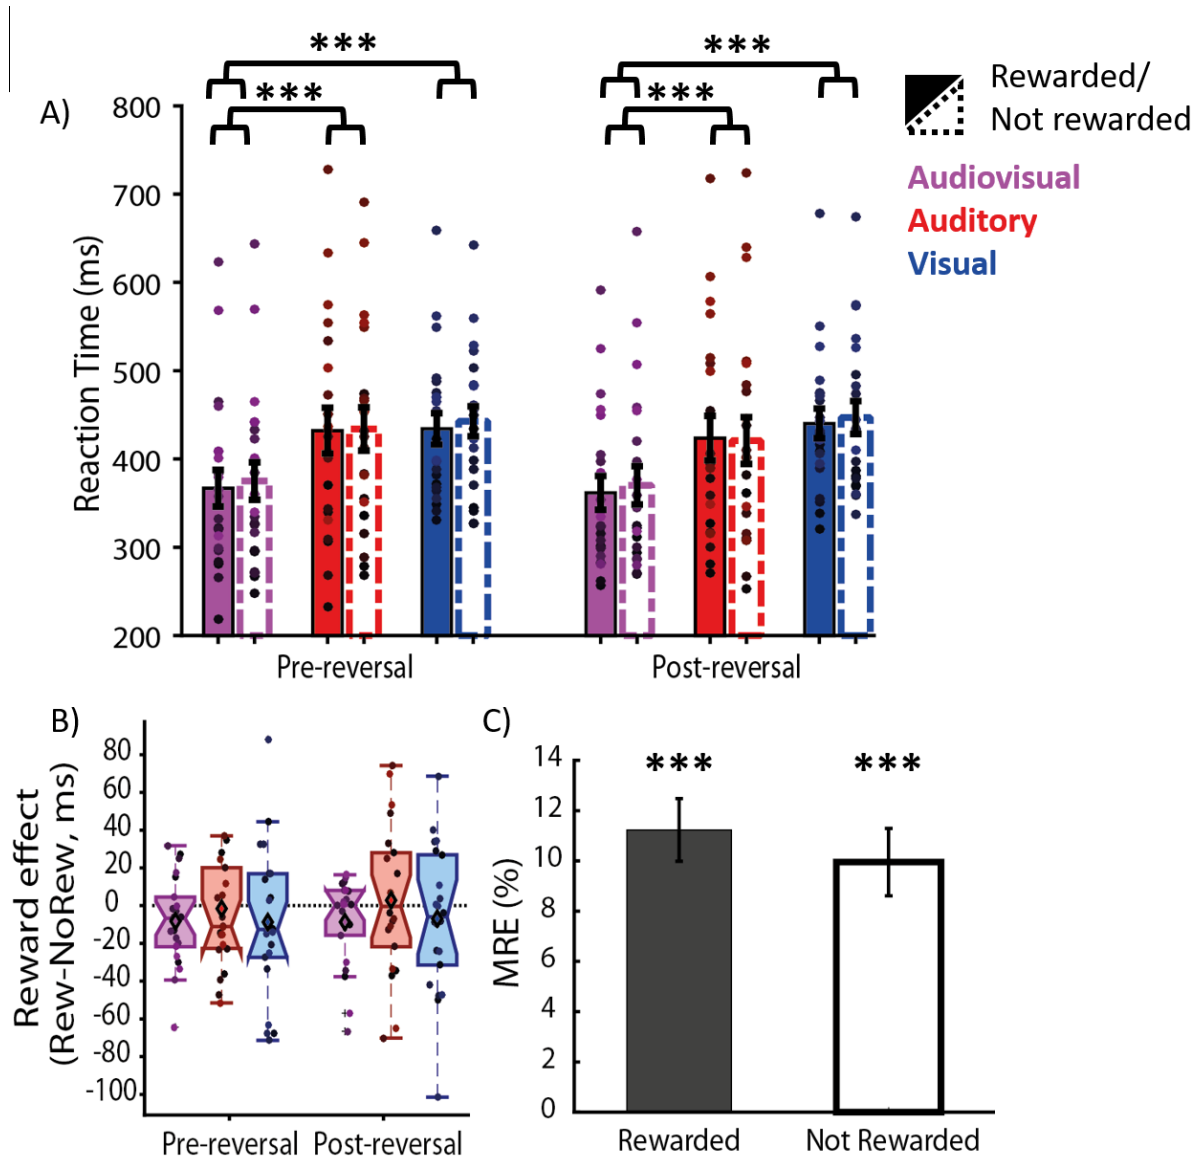 *** ***
Rewarded/
Not rewarded
*** ***
A)
Audiovisual
Auditory
Visual
Reaction Time (ms)
800
700
600
500
400
300
200
Pre-reversal Post-reversal
B)
Reward effect
(Rew-NoRew, ms)
80
60
40
20
0
-20
-40
-60
-80
-100
Pre-reversal Post-reversal
C)
MRE (%)
14
12
10
8
6
4
2
0
*** ***
Rewarded Not Rewarded